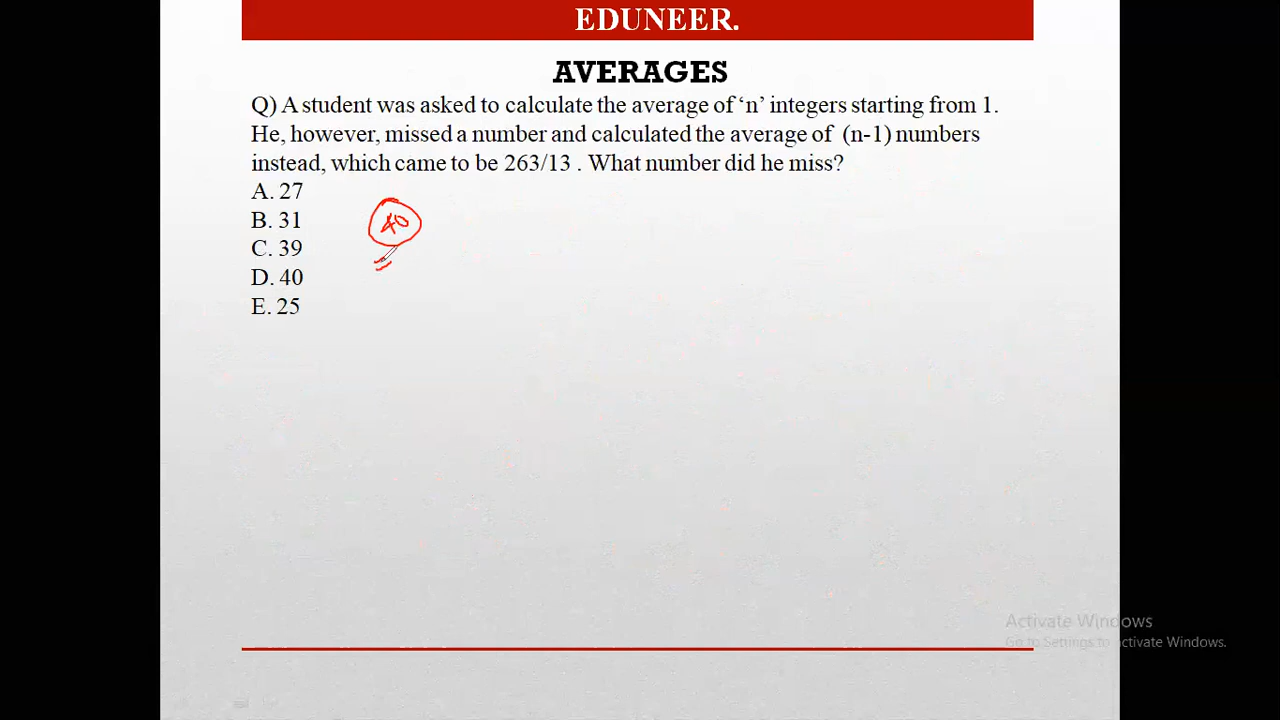 EDUNEER.
AVERAGES
Q) A student was asked to calculate the average of ‘n’ integers starting from 1.
He, however, missed a number and calculated the average of (n-1) numbers
instead, which came to be 263/13 . What number did he miss?
A. 27
B. 31
40
C. 39
D. 40
E. 25
Activate Windows
Go to Settings to activate Windows.